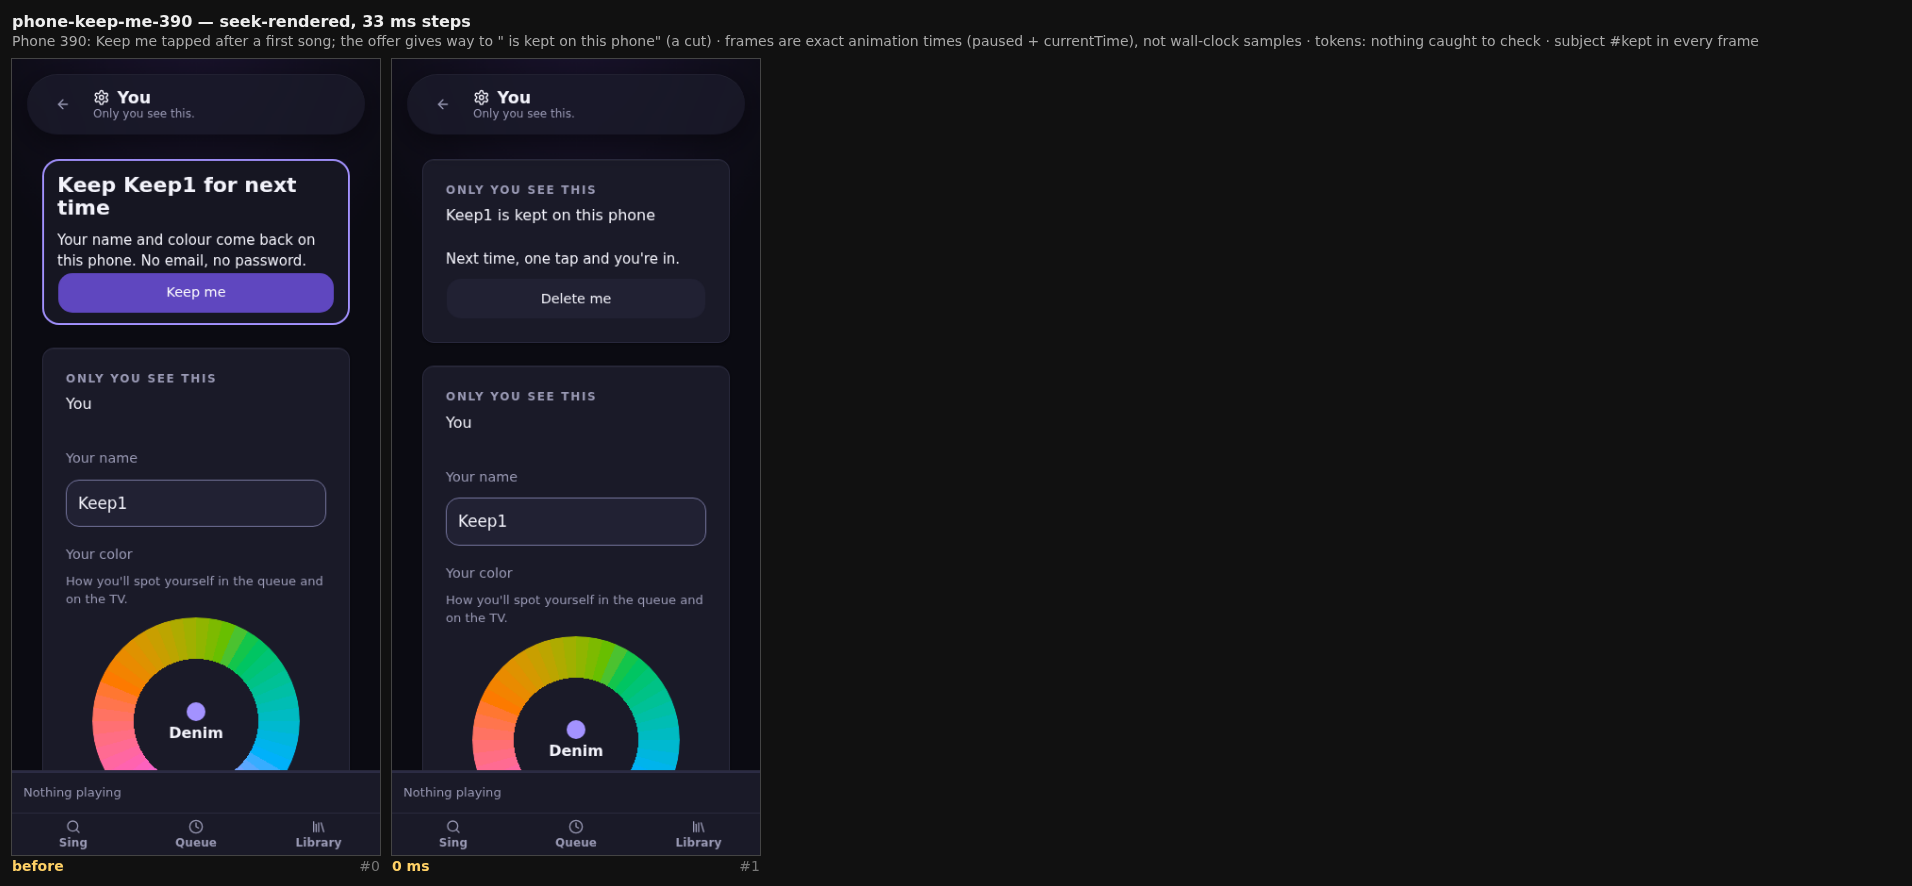 phone-keep-me-390 — seek-rendered, 33 ms steps
Phone 390: Keep me tapped after a first song; the offer gives way to " is kept on this phone" (a cut) · frames are exact animation times (paused + currentTime), not wall-clock samples · tokens: nothing caught to check · subject #kept in every frame
You
Only you see this.
Keep Keep1 for next
time
Your name and colour come back on
this phone. No email, no password.
Keep me
ONLY YOU SEE THIS
You
Your name
Keep1
Your color
How you'll spot yourself in the queue and
on the TV.
Denim
Nothing playing
Sing
Queue
Library
before
#0
You
Only you see this.
ONLY YOU SEE THIS
Keep1 is kept on this phone
Next time, one tap and you're in.
Delete me
ONLY YOU SEE THIS
You
Your name
Keep1
Your color
How you'll spot yourself in the queue and
on the TV.
Denim
Nothing playing
Sing
Queue
Library
0 ms
#1